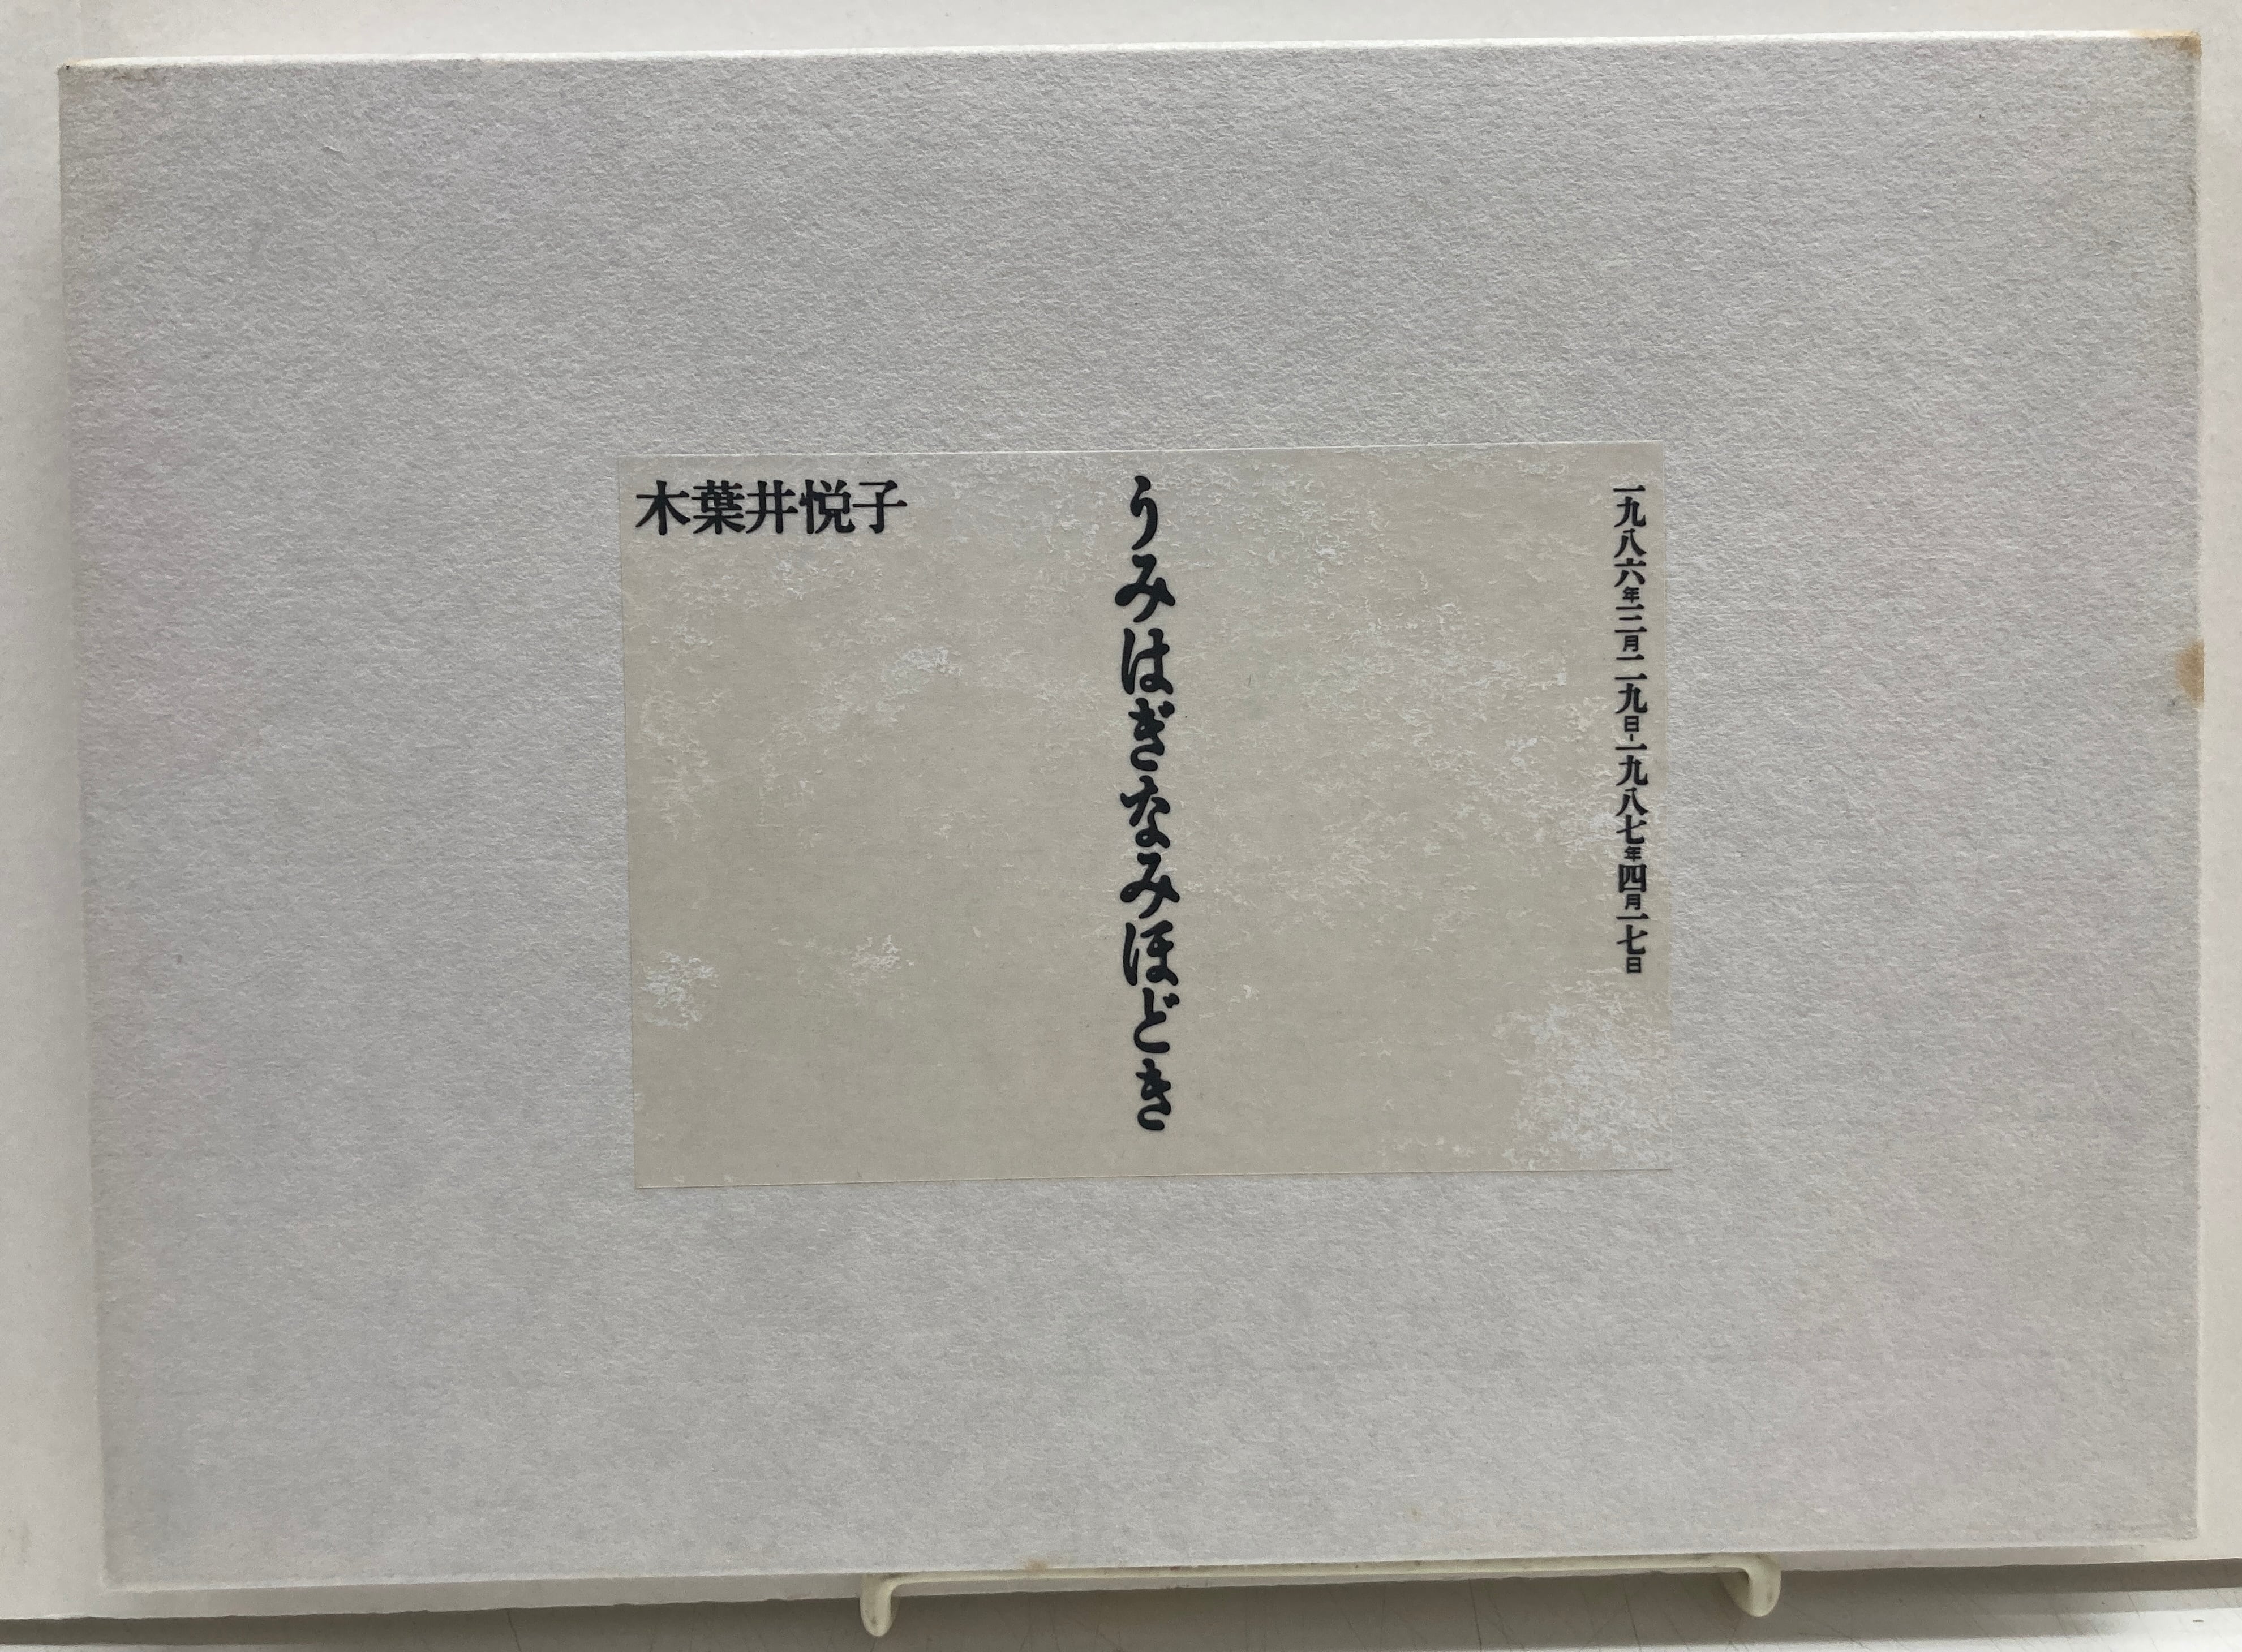 一九八六年三月二九日-一九八七年四月一七日
うみはぎなみほどき
木葉井悦子